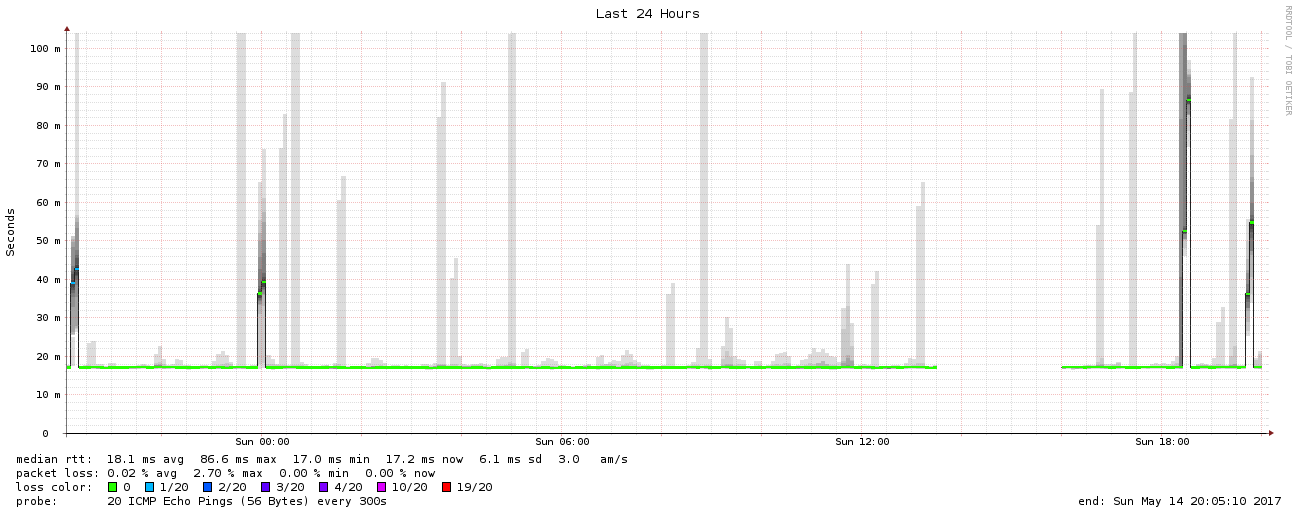 Last 24 Hours
RRDTOOL / TOBI OETIKER
Seconds
100 m
90 m
80 m
70 m
60 m
50 m
40 m
30 m
20 m
10 m
0
Sun 00:00 Sun 06:00 Sun 12:00 Sun 18:00
median rtt: 18.1 ms avg 86.6 ms max 17.0 ms min 17.2 ms now 6.1 ms sd 3.0 am/s
packet loss: 0.02 % avg 2.70 % max 0.00 % min 0.00 % now
loss color: 0 1/20 2/20 3/20 4/20 10/20 19/20
probe: 20 ICMP Echo Pings (56 Bytes) every 300s end: Sun May 14 20:05:10 2017